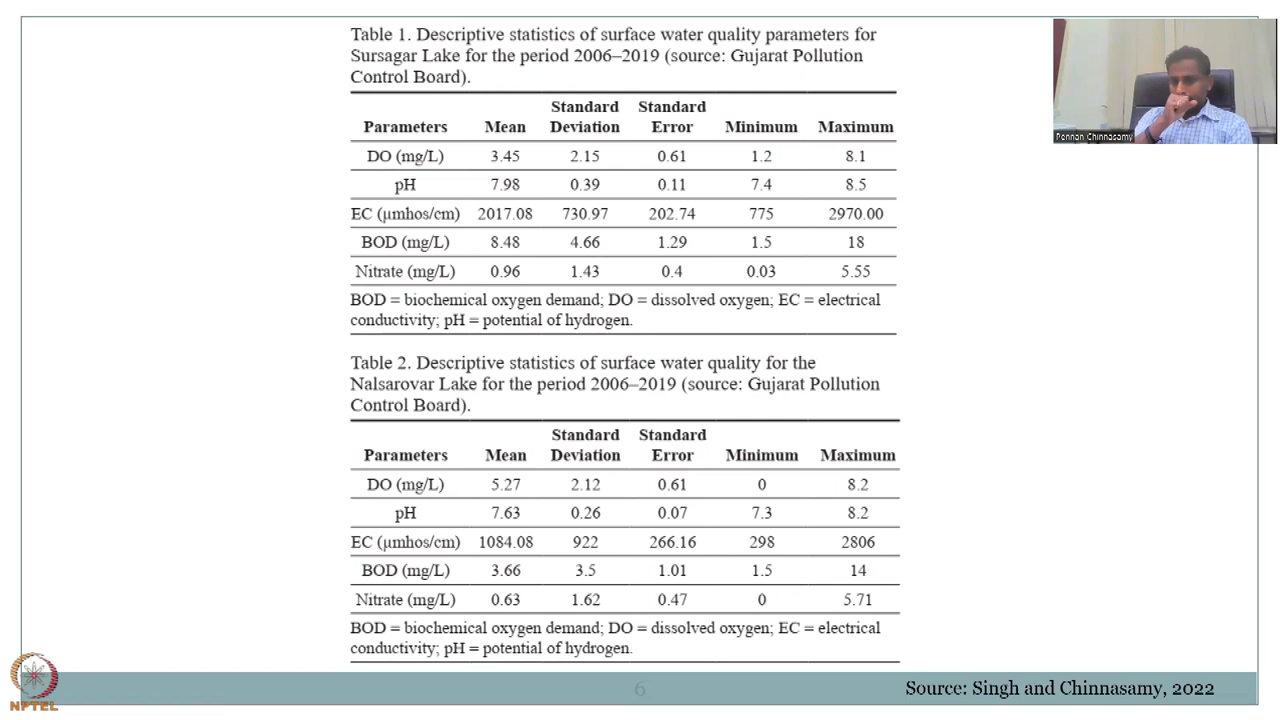 Table 1. Descriptive statistics of surface water quality parameters for
Sursagar Lake for the period 2006–2019 (source: Gujarat Pollution
Control Board).
Parameters Mean Standard Deviation Standard Error Minimum Maximum
DO (mg/L) 3.45 2.15 0.61 1.2 8.1
pH 7.98 0.39 0.11 7.4 8.5
EC (µmhos/cm) 2017.08 730.97 202.74 775 2970.00
BOD (mg/L) 8.48 4.66 1.29 1.5 18
Nitrate (mg/L) 0.96 1.43 0.4 0.03 5.55
BOD = biochemical oxygen demand; DO = dissolved oxygen; EC = electrical
conductivity; pH = potential of hydrogen.
Table 2. Descriptive statistics of surface water quality for the
Nalsarovar Lake for the period 2006–2019 (source: Gujarat Pollution
Control Board).
Parameters Mean Standard Deviation Standard Error Minimum Maximum
DO (mg/L) 5.27 2.12 0.61 0 8.2
pH 7.63 0.26 0.07 7.3 8.2
EC (µmhos/cm) 1084.08 922 266.16 298 2806
BOD (mg/L) 3.66 3.5 1.01 1.5 14
Nitrate (mg/L) 0.63 1.62 0.47 0 5.71
BOD = biochemical oxygen demand; DO = dissolved oxygen; EC = electrical
conductivity; pH = potential of hydrogen.
Pennan Chinnasamy
NPTEL
6
Source: Singh and Chinnasamy, 2022